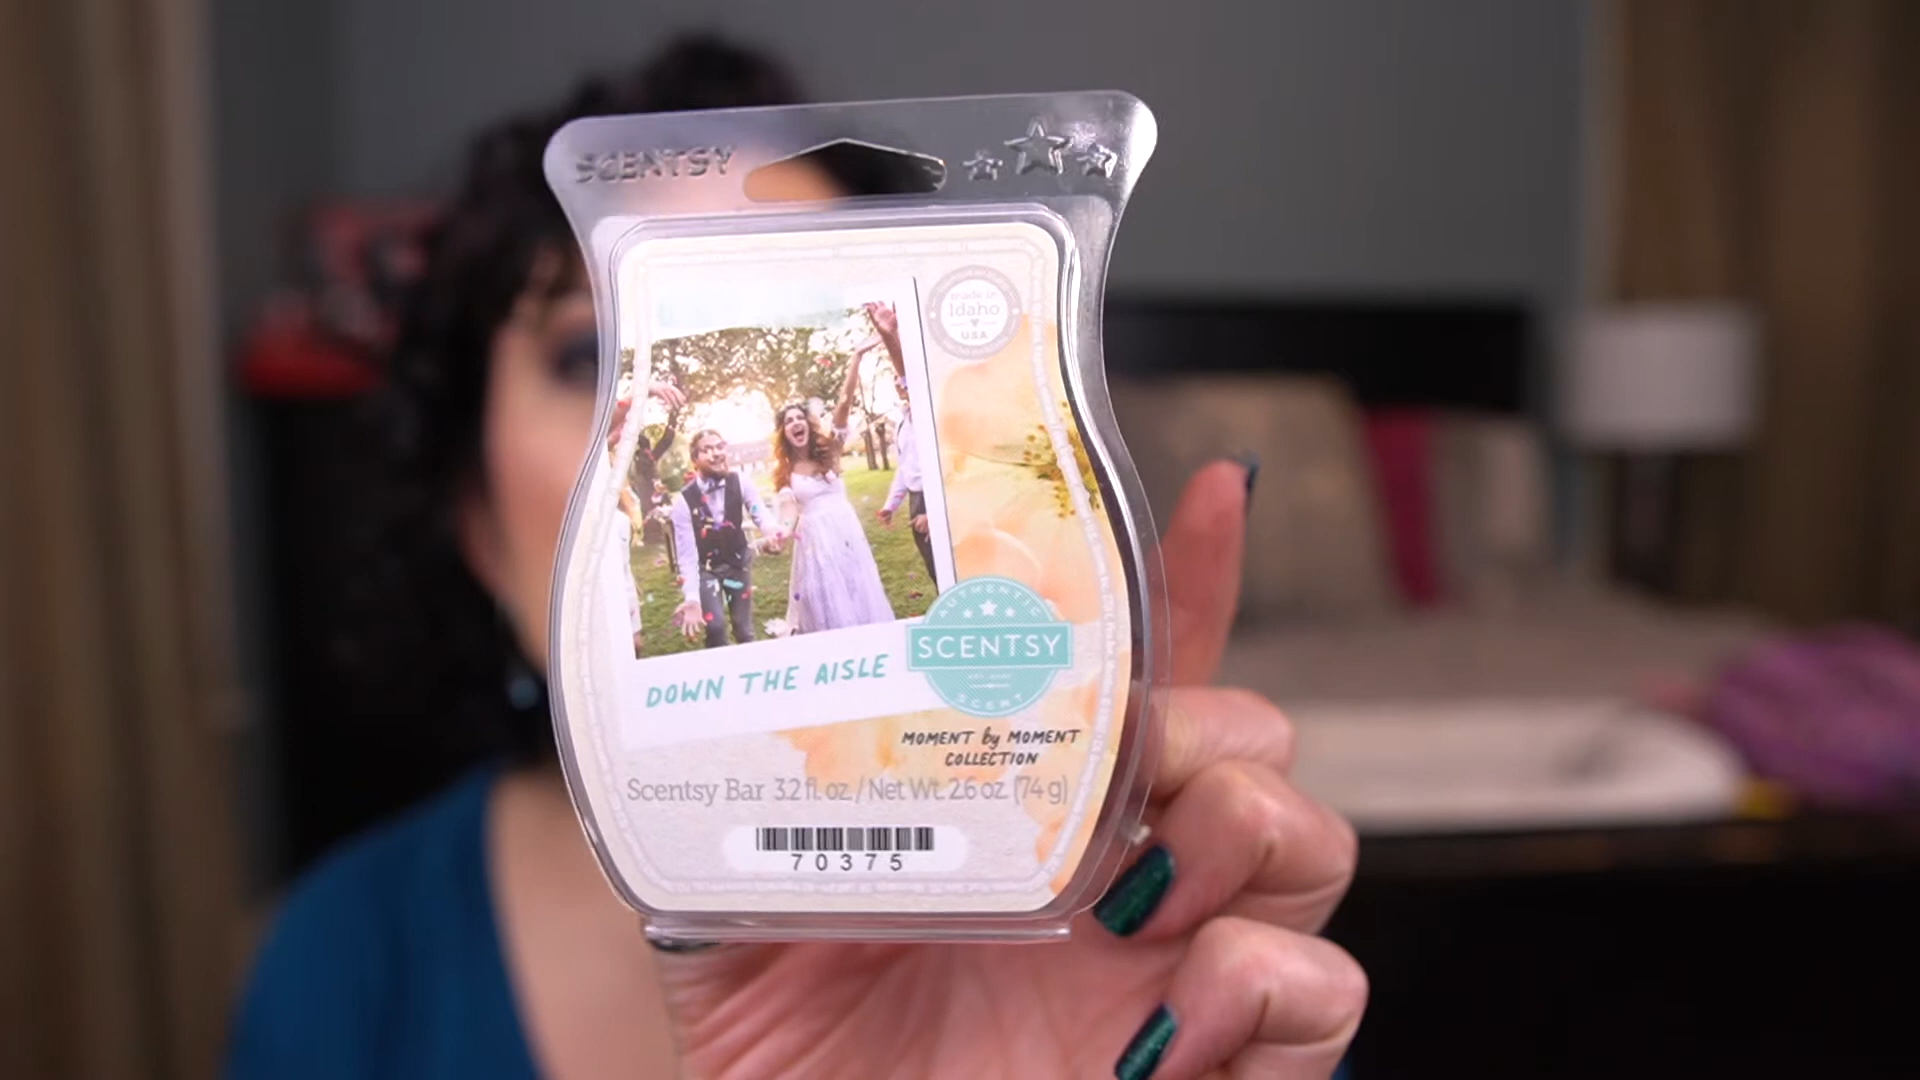 SCENTSY
made in
Idaho
USA
DOWN THE AISLE
AUTHENTIC
SCENTSY
SCENT
MOMENT by MOMENT
COLLECTION
Scentsy Bar 3.2 fl. oz. / Net Wt. 2.6 oz. (74 g)
70375